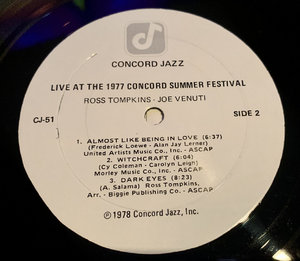 CONCORD JAZZ
LIVE AT THE 1977 CONCORD SUMMER FESTIVAL
ROSS TOMPKINS - JOE VENUTI
CJ-51 SIDE 2
1. ALMOST LIKE BEING IN LOVE (6:37)
(Frederick Loewe - Alan Jay Lerner)
United Artists Music Co., Inc. - ASCAP
2. WITCHCRAFT (6:04)
(Cy Coleman - Carolyn Leigh)
Morley Music Co., Inc. - ASCAP
3. DARK EYES (8:23)
(A. Salama) Ross Tompkins,
Arr. - Biggie Publishing Co. - ASCAP
℗ 1978 Concord Jazz, Inc.